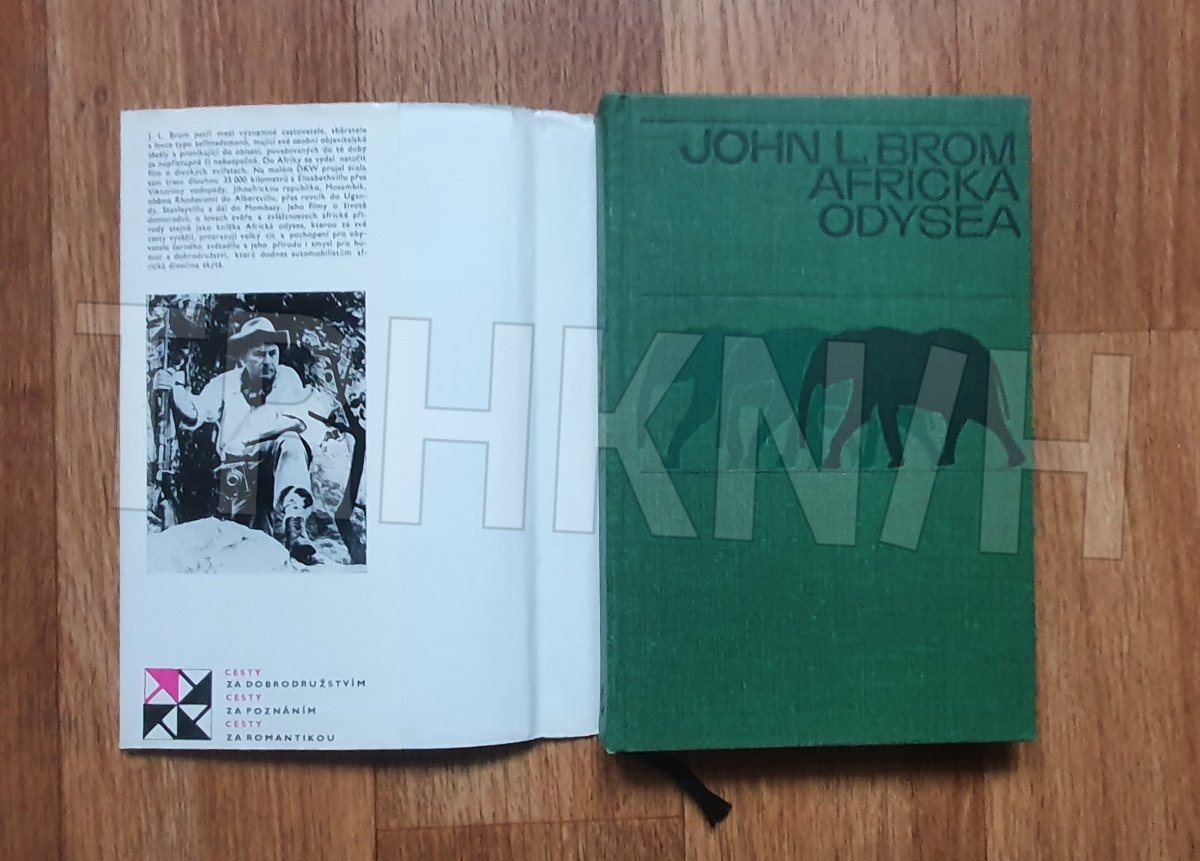 J. L. Brom patří mezi významné cestovatele, sběratele
a lovce typu selfmademanů, mající své osobní objevitelské
ideály a pronikající do oblastí, považovaných do té doby
za nepřístupné či nebezpečné. Do Afriky se vydal natočit
film o divokých zvířatech. Na malém DKW projel zcela
sám trasu dlouhou 35 000 kilometrů z Elisabethvillu přes
Viktoriiny vodopády, Jihoafrickou republiku, Mosambik,
oběma Rhodesiemi do Albertvillu, přes rovník do Ugan-
dy, Stanleyvillu a dál do Mombasy. Jeho filmy o životě
domorodců, o lovech zvěře a zvláštnostech africké pří-
rody stejně jako knížka Africká odysea, kterou ze své
cesty vytěžil, prozrazují velký cit a pochopení pro oby-
vatele černého světadílu a jeho přírodu i smysl pro hu-
mor a dobrodružství, které dodnes automobilistům af-
rická divočina skýtá.
CESTY
ZA DOBRODRUŽSTVÍM
CESTY
ZA POZNÁNÍM
CESTY
ZA ROMANTIKOU
JOHN L. BROM
AFRICKÁ
ODYSEA
TRHKNIH